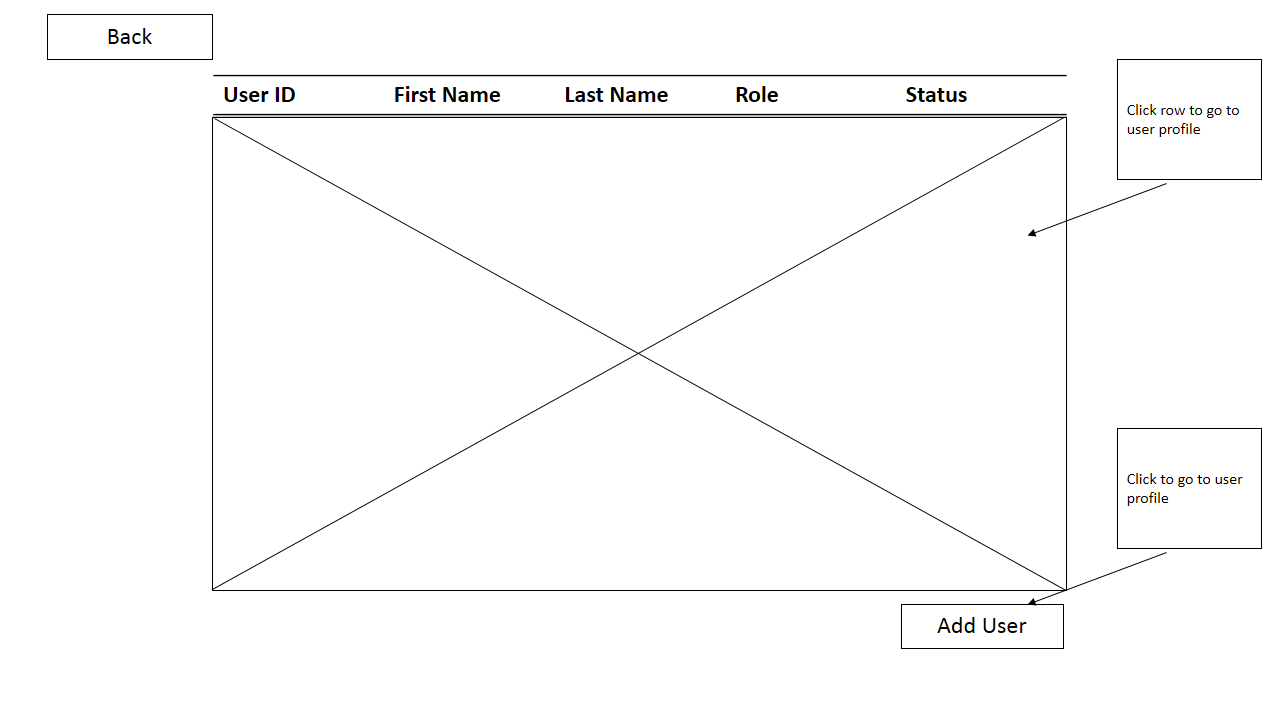 Back
User ID First Name Last Name Role Status
Click row to go to
user profile
Click to go to user
profile
Add User